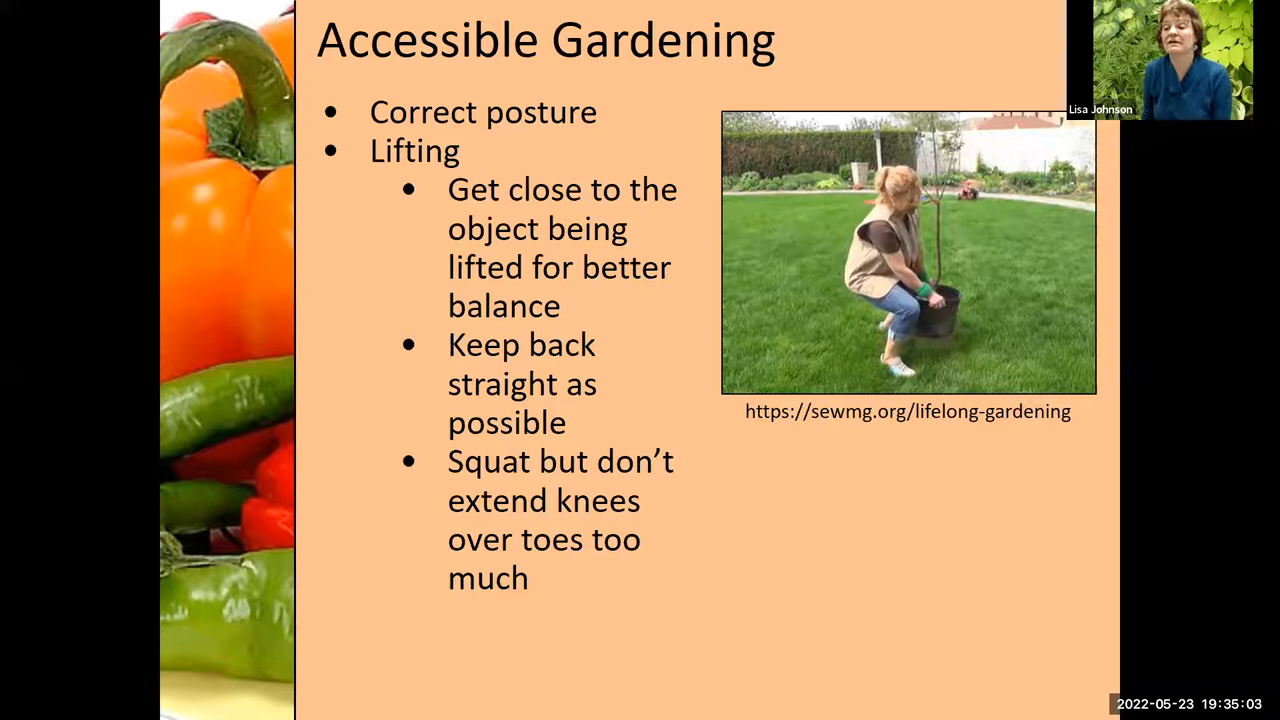 Accessible Gardening
Lisa Johnson
• Correct posture
• Lifting
• Get close to the
object being
lifted for better
balance
• Keep back
straight as
possible
• Squat but don’t
extend knees
over toes too
much
https://sewmg.org/lifelong-gardening
2022-05-23 19:35:03